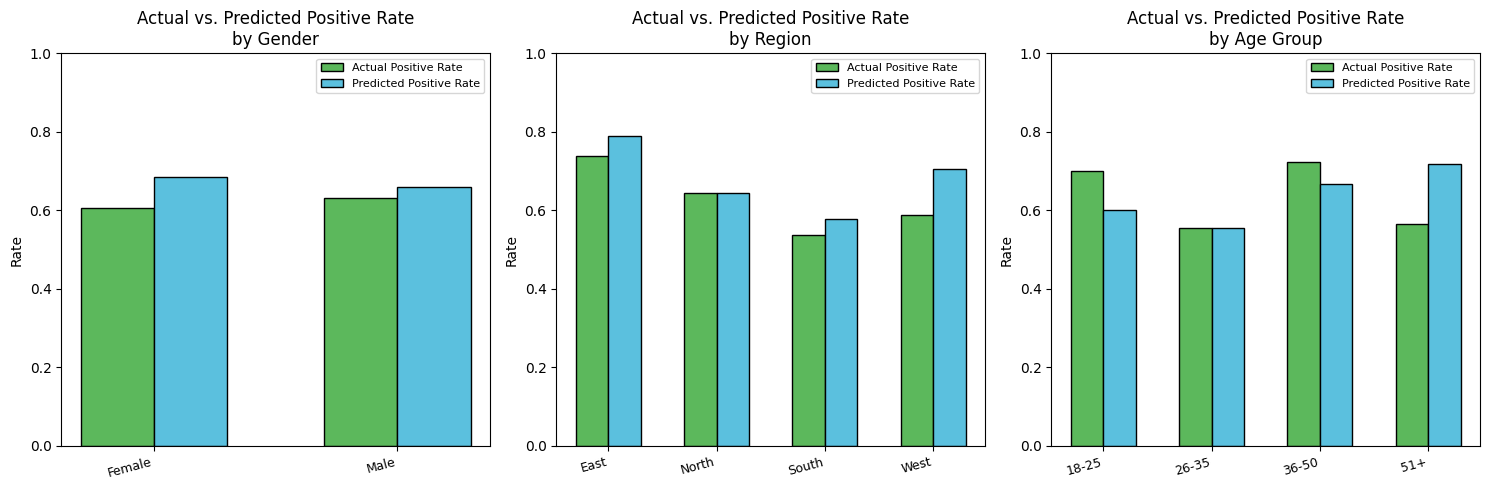 Actual vs. Predicted Positive Rate
by Gender
Actual Positive Rate
Predicted Positive Rate
Rate
1.0
0.8
0.6
0.4
0.2
0.0
Female
Male
Actual vs. Predicted Positive Rate
by Region
Actual Positive Rate
Predicted Positive Rate
Rate
1.0
0.8
0.6
0.4
0.2
0.0
East
North
South
West
Actual vs. Predicted Positive Rate
by Age Group
Actual Positive Rate
Predicted Positive Rate
Rate
1.0
0.8
0.6
0.4
0.2
0.0
18-25
26-35
36-50
51+